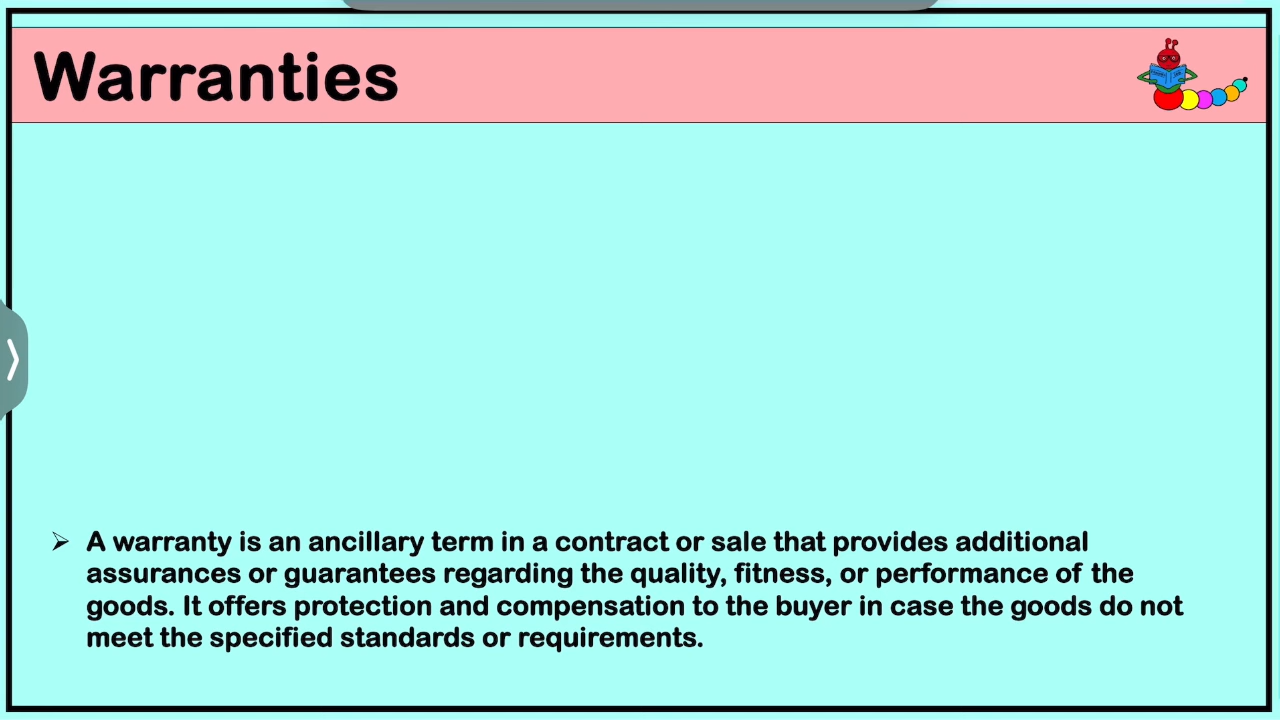 Warranties
➢ A warranty is an ancillary term in a contract or sale that provides additional
assurances or guarantees regarding the quality, fitness, or performance of the
goods. It offers protection and compensation to the buyer in case the goods do not
meet the specified standards or requirements.